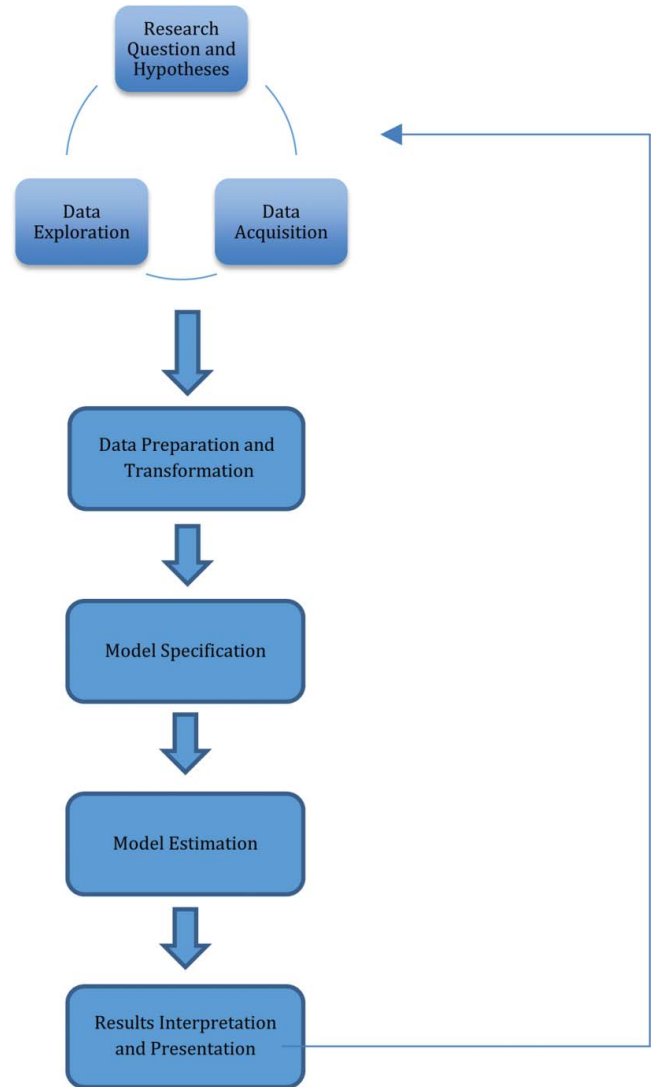 Research
Question and
Hypotheses
Data
Exploration
Data
Acquisition
Data Preparation and
Transformation
Model Specification
Model Estimation
Results Interpretation
and Presentation